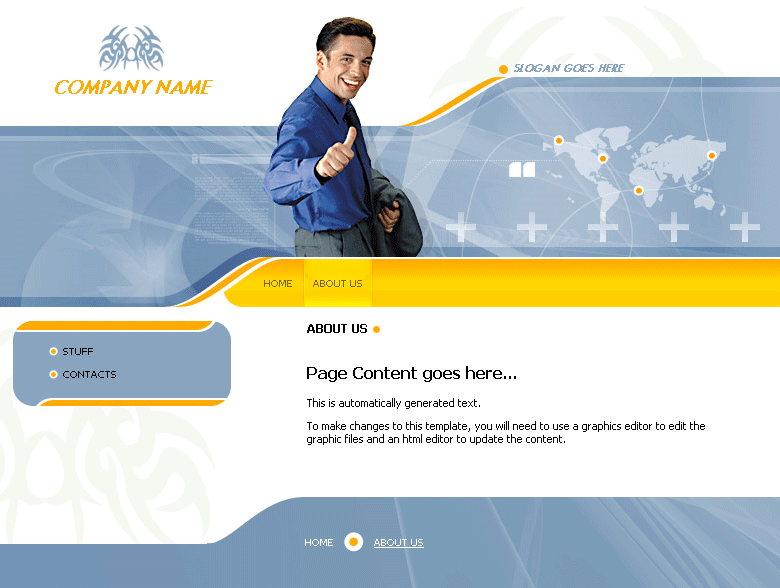 COMPANY NAME
SLOGAN GOES HERE
HOME
ABOUT US
STUFF
CONTACTS
ABOUT US
Page Content goes here...
This is automatically generated text.
To make changes to this template, you will need to use a graphics editor to edit the
graphic files and an html editor to update the content.
HOME
ABOUT US